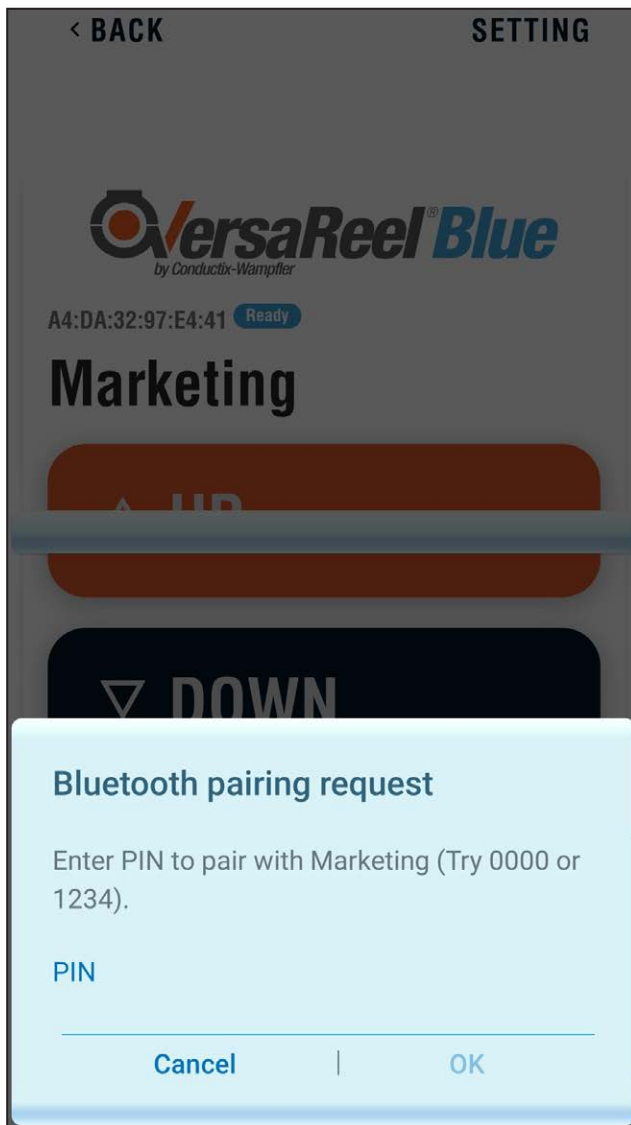 < BACK SETTING
VersaReel® Blue
by Conductix-Wampfler
A4:DA:32:97:E4:41 Ready
Marketing
△ UP
▽ DOWN
Bluetooth pairing request
Enter PIN to pair with Marketing (Try 0000 or
1234).
PIN
Cancel | OK